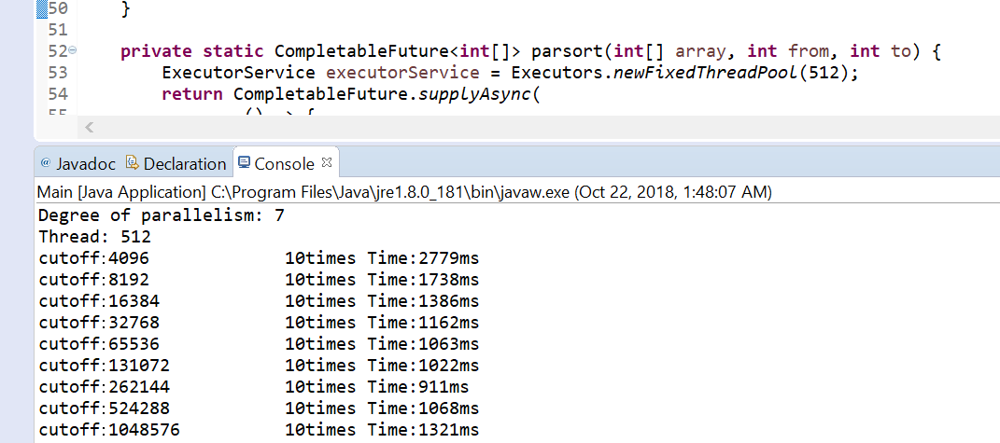 50 }
51
52 private static CompletableFuture<int[]> parsort(int[] array, int from, int to) {
53 ExecutorService executorService = Executors.newFixedThreadPool(512);
54 return CompletableFuture.supplyAsync(
55 () -> {
@ Javadoc Declaration Console
Main [Java Application] C:\Program Files\Java\jre1.8.0_181\bin\javaw.exe (Oct 22, 2018, 1:48:07 AM)
Degree of parallelism: 7
Thread: 512
cutoff:4096 10times Time:2779ms
cutoff:8192 10times Time:1738ms
cutoff:16384 10times Time:1386ms
cutoff:32768 10times Time:1162ms
cutoff:65536 10times Time:1063ms
cutoff:131072 10times Time:1022ms
cutoff:262144 10times Time:911ms
cutoff:524288 10times Time:1068ms
cutoff:1048576 10times Time:1321ms